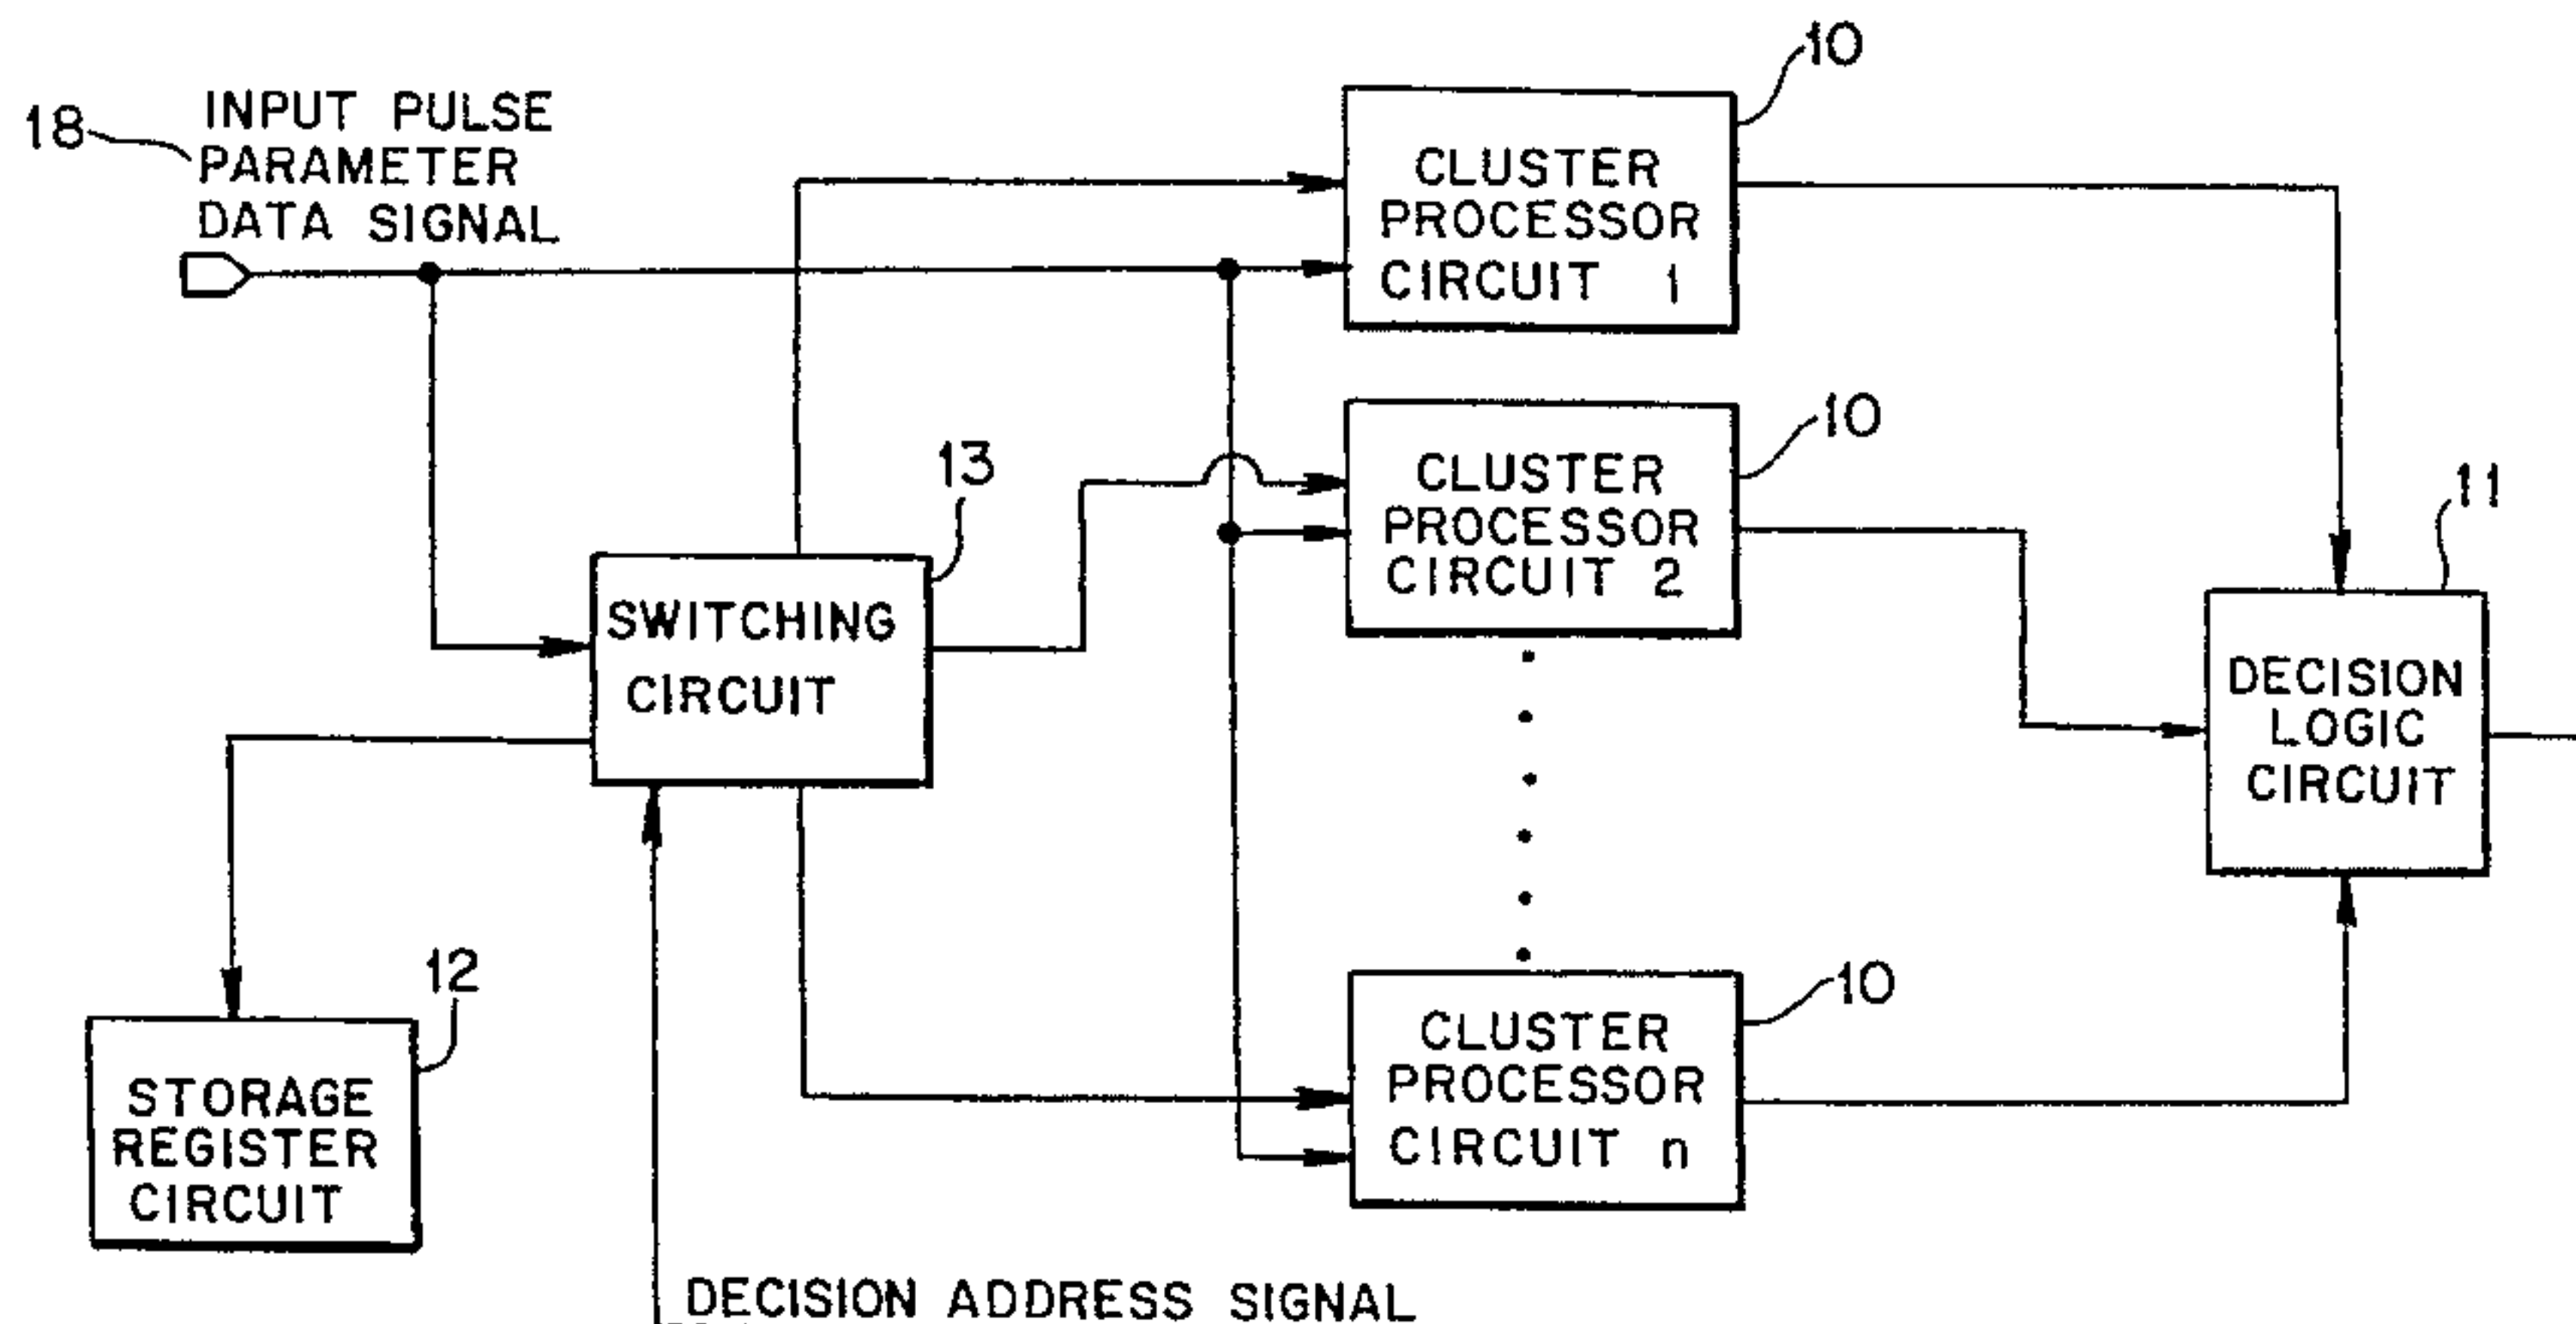 10
18
INPUT PULSE
PARAMETER
DATA SIGNAL
CLUSTER
PROCESSOR
CIRCUIT 1
10
CLUSTER
PROCESSOR
CIRCUIT 2
13
SWITCHING
CIRCUIT
11
DECISION
LOGIC
CIRCUIT
12
STORAGE
REGISTER
CIRCUIT
10
CLUSTER
PROCESSOR
CIRCUIT n
DECISION ADDRESS SIGNAL